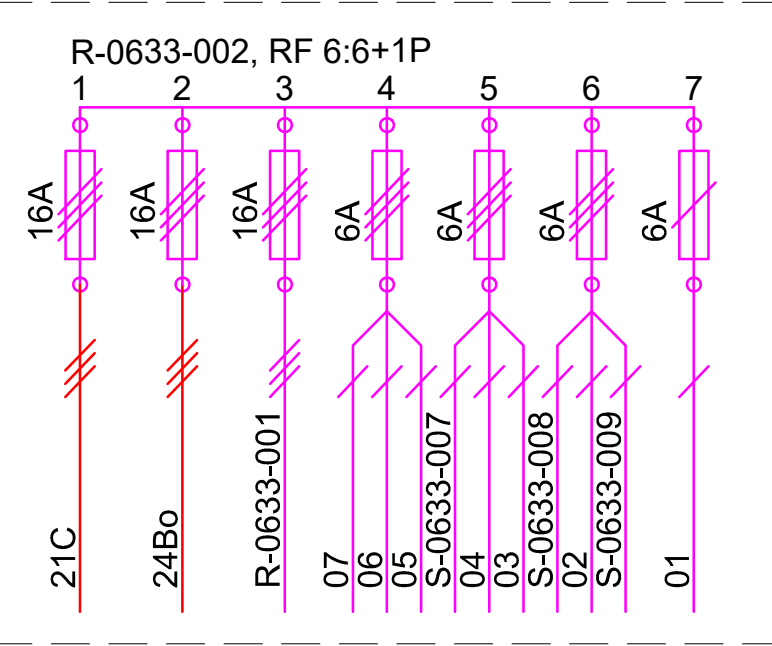 R-0633-002, RF 6:6+1P
1 2 3 4 5 6 7
16A
16A
16A
6A
6A
6A
6A
21C
24Bo
R-0633-001
07
06
05
S-0633-007
04
03
S-0633-008
02
S-0633-009
01